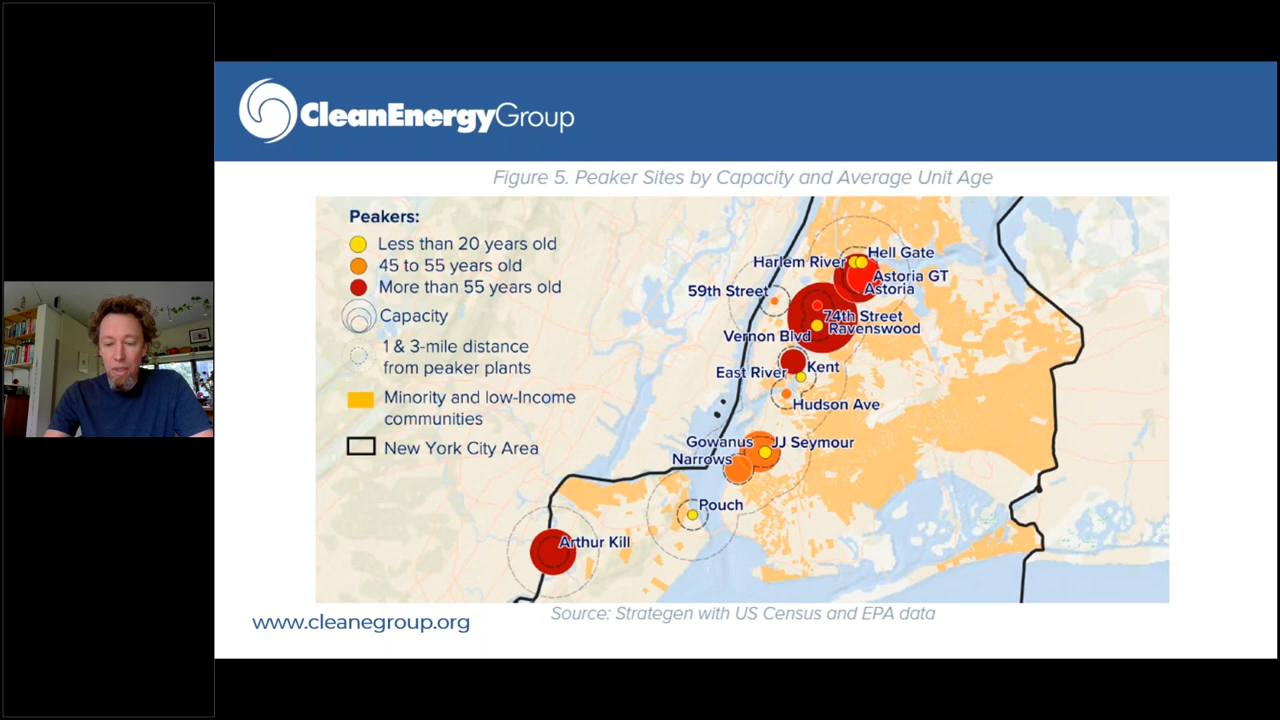 CleanEnergyGroup
Figure 5. Peaker Sites by Capacity and Average Unit Age
Peakers:
Less than 20 years old
45 to 55 years old
More than 55 years old
Capacity
1 & 3-mile distance
from peaker plants
Minority and low-Income
communities
New York City Area
Hell Gate
Harlem River
Astoria GT
Astoria
59th Street
74th Street
Ravenswood
Vernon Blvd
Kent
East River
Hudson Ave
Gowanus
JJ Seymour
Narrows
Pouch
Arthur Kill
Source: Strategen with US Census and EPA data
www.cleanegroup.org